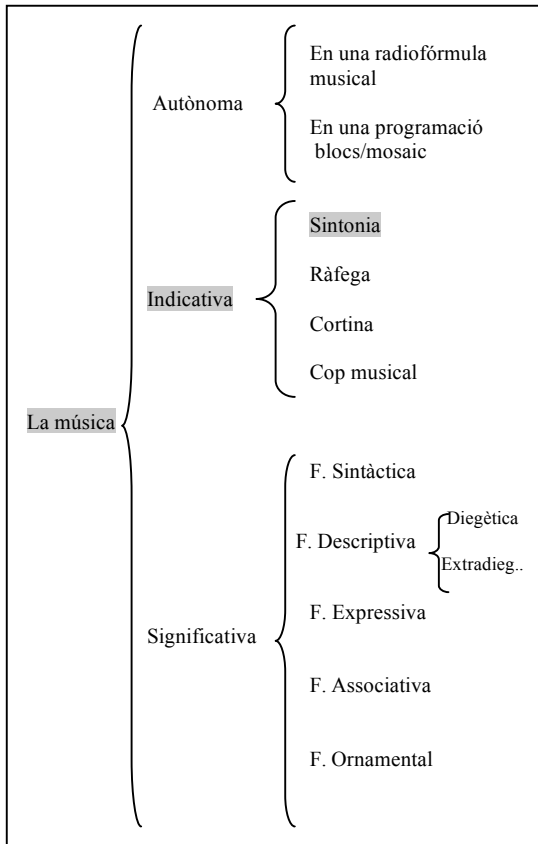 La música
Autònoma
En una radiofórmula
musical
En una programació
blocs/mosaic
Indicativa
Sintonia
Ràfega
Cortina
Cop musical
Significativa
F. Sintàctica
F. Descriptiva
Diegètica
Extradieg..
F. Expressiva
F. Associativa
F. Ornamental